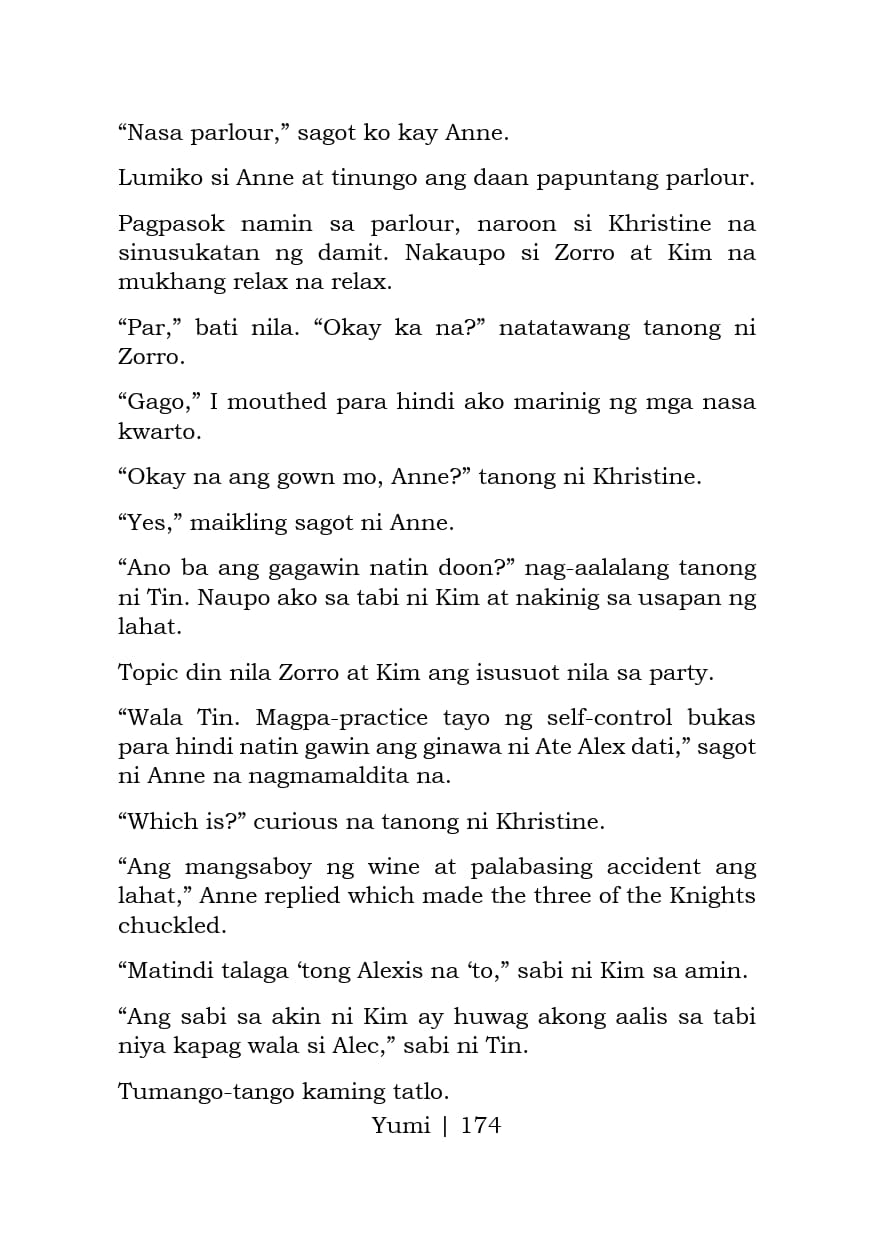 “Nasa parlour,” sagot ko kay Anne.
Lumiko si Anne at tinungo ang daan papuntang parlour.
Pagpasok namin sa parlour, naroon si Khristine na
sinusukatan ng damit. Nakaupo si Zorro at Kim na
mukhang relax na relax.
“Par,” bati nila. “Okay ka na?” natatawang tanong ni
Zorro.
“Gago,” I mouthed para hindi ako marinig ng mga nasa
kwarto.
“Okay na ang gown mo, Anne?” tanong ni Khristine.
“Yes,” maikling sagot ni Anne.
“Ano ba ang gagawin natin doon?” nag-aalalang tanong
ni Tin. Naupo ako sa tabi ni Kim at nakinig sa usapan ng
lahat.
Topic din nila Zorro at Kim ang isusuot nila sa party.
“Wala Tin. Magpa-practice tayo ng self-control bukas
para hindi natin gawin ang ginawa ni Ate Alex dati,” sagot
ni Anne na nagmamaldita na.
“Which is?” curious na tanong ni Khristine.
“Ang mangsaboy ng wine at palabasing accident ang
lahat,” Anne replied which made the three of the Knights
chuckled.
“Matindi talaga ‘tong Alexis na ‘to,” sabi ni Kim sa amin.
“Ang sabi sa akin ni Kim ay huwag akong aalis sa tabi
niya kapag wala si Alec,” sabi ni Tin.
Tumango-tango kaming tatlo.
Yumi | 174